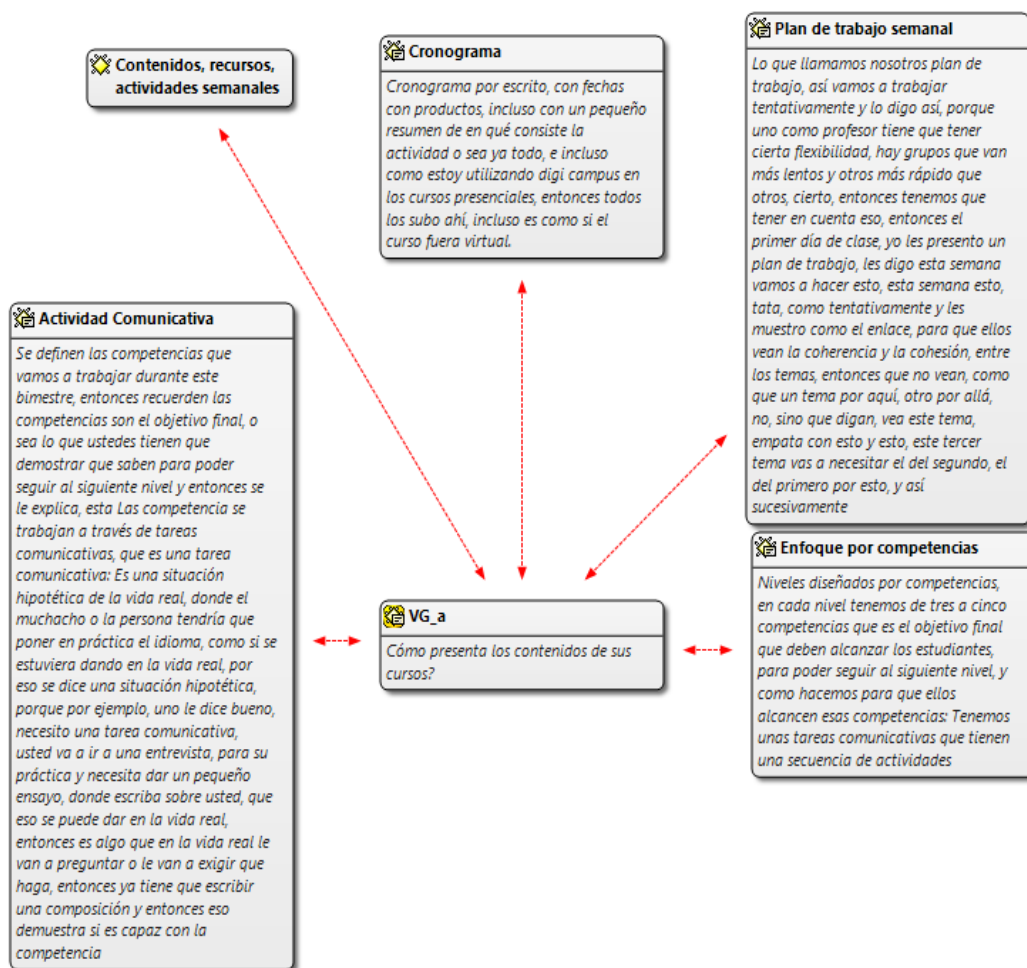 Contenidos, recursos,
actividades semanales
Cronograma
Cronograma por escrito, con fechas
con productos, incluso con un pequeño
resumen de en qué consiste la
actividad o sea ya todo, e incluso
como estoy utilizando digi campus en
los cursos presenciales, entonces todos
los subo ahí, incluso es como si el
curso fuera virtual.
Plan de trabajo semanal
Lo que llamamos nosotros plan de
trabajo, así vamos a trabajar
tentativamente y lo digo así, porque
uno como profesor tiene que tener
cierta flexibilidad, hay grupos que van
más lentos y otros más rápido que
otros, cierto, entonces tenemos que
tener en cuenta eso, entonces el
primer día de clase, yo les presento un
plan de trabajo, les digo esta semana
vamos a hacer esto, esta semana esto,
tata, como tentativamente y les
muestro como el enlace, para que ellos
vean la coherencia y la cohesión, entre
los temas, entonces que no vean, como
que un tema por aquí, otro por allá,
no, sino que digan, vea este tema,
empata con esto y esto, este tercer
tema vas a necesitar el del segundo, el
del primero por esto, y así
sucesivamente
Actividad Comunicativa
Se definen las competencias que
vamos a trabajar durante este
bimestre, entonces recuerden las
competencias son el objetivo final, o
sea lo que ustedes tienen que
demostrar que saben para poder
seguir al siguiente nivel y entonces se
le explica, esta Las competencia se
trabajan a través de tareas
comunicativas, que es una tarea
comunicativa: Es una situación
hipotética de la vida real, donde el
muchacho o la persona tendría que
poner en práctica el idioma, como si se
estuviera dando en la vida real, por
eso se dice una situación hipotética,
porque por ejemplo, uno le dice bueno,
necesito una tarea comunicativa,
usted va a ir a una entrevista, para su
práctica y necesita dar un pequeño
ensayo, donde escriba sobre usted, que
eso se puede dar en la vida real,
entonces es algo que en la vida real le
van a preguntar o le van a exigir que
haga, entonces ya tiene que escribir
una composición y entonces eso
demuestra si es capaz con la
competencia
VG_a
Cómo presenta los contenidos de sus
cursos?
Enfoque por competencias
Niveles diseñados por competencias,
en cada nivel tenemos de tres a cinco
competencias que es el objetivo final
que deben alcanzar los estudiantes,
para poder seguir al siguiente nivel, y
como hacemos para que ellos
alcancen esas competencias: Tenemos
unas tareas comunicativas que tienen
una secuencia de actividades